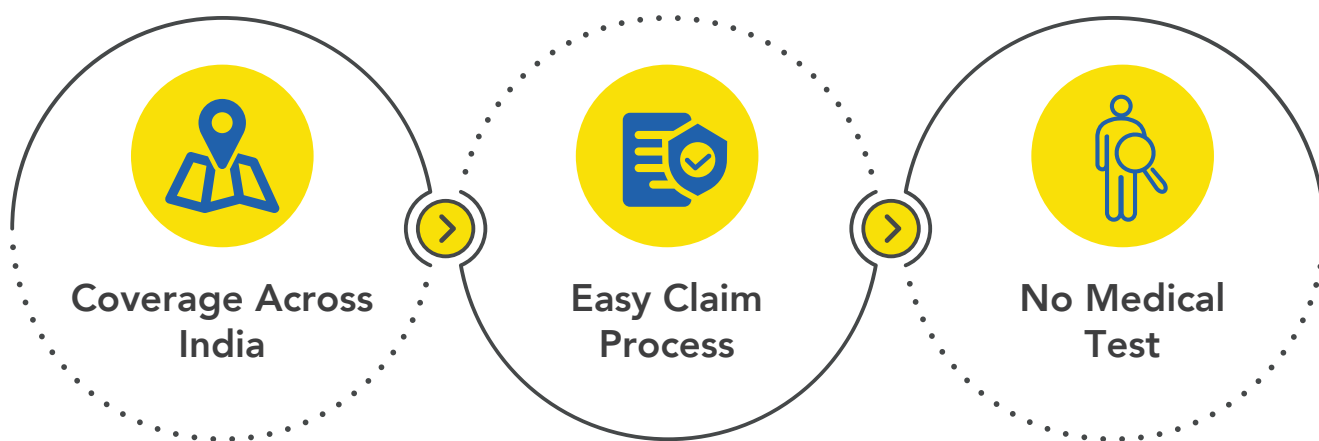 Coverage Across
India
Easy Claim
Process
No Medical
Test